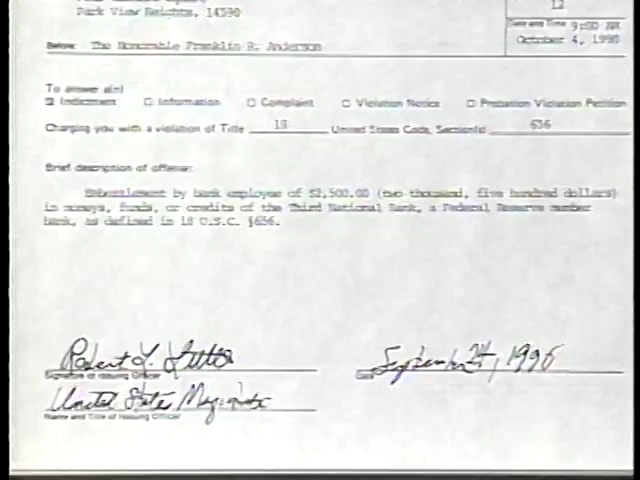 Park View Heights, 14590
12
Date and Time 9:00 AM
October 4, 1990
Before: The Honorable Franklin R. Anderson
To answer a(n)
Indictment Information Complaint Violation Notice Probation Violation Petition
Charging you with a violation of Title 18 United States Code, Section(s) 656
Brief description of offense:
Embezzlement by bank employee of $2,500.00 (two thousand, five hundred dollars)
in moneys, funds, or credits of the Third National Bank, a Federal Reserve member
bank, as defined in 18 U.S.C. §656.
Robert L. September 24, 1990
Signature of Issuing Officer Date
United States Magistrate
Name and Title of Issuing Officer